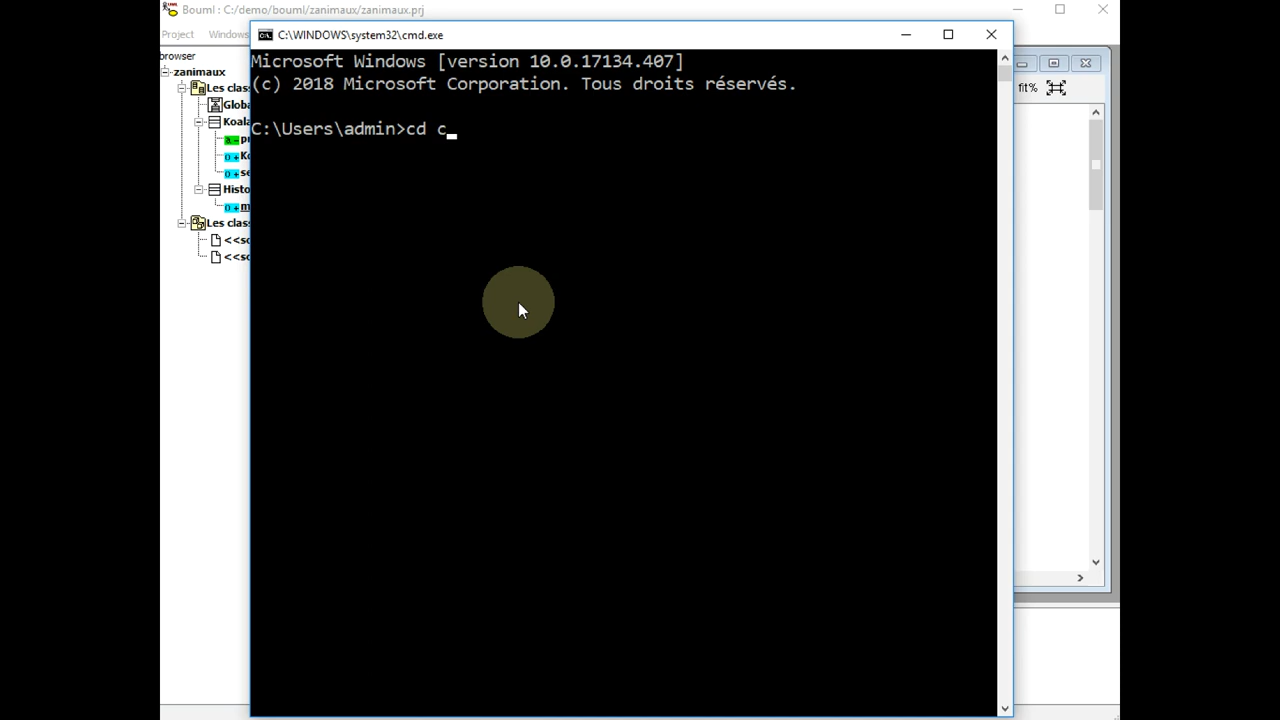 Bouml : C:/demo/bouml/zanimaux/zanimaux.prj
Project Windows
C:\WINDOWS\system32\cmd.exe
browser
zanimaux
Les clas
Globa
Koala
pr
Ko
se
Histo
m
Les class
<<so
<<so
Microsoft Windows [version 10.0.17134.407]
(c) 2018 Microsoft Corporation. Tous droits réservés.
C:\Users\admin>cd c_
fit%